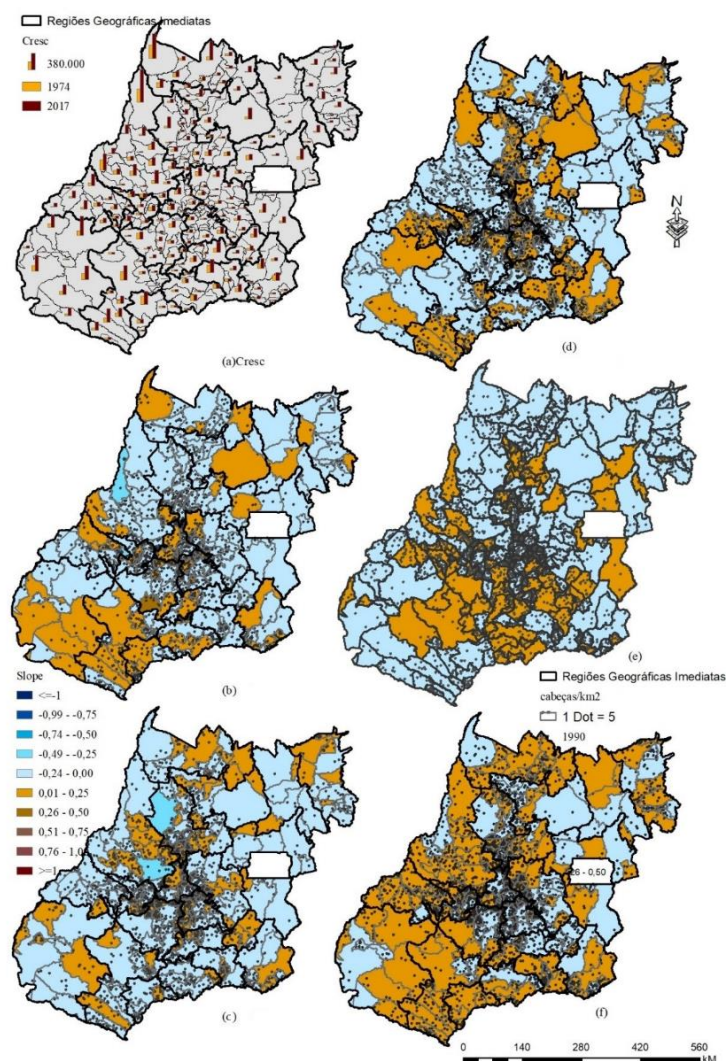 Regiões Geográficas Imediatas
Cresc
380.000
1974
2017
(a)Cresc
N
(d)
(b)
(e)
Slope
<=-1
-0,99 - -0,75
-0,74 - -0,50
-0,49 - -0,25
-0,24 - 0,00
0,01 - 0,25
0,26 - 0,50
0,51 - 0,75
0,76 - 1,0
>=1
Regiões Geográficas Imediatas
cabeças/km2
1 Dot = 5
1990
26 - 0,50
(c)
(f)
0 140 280 420 560